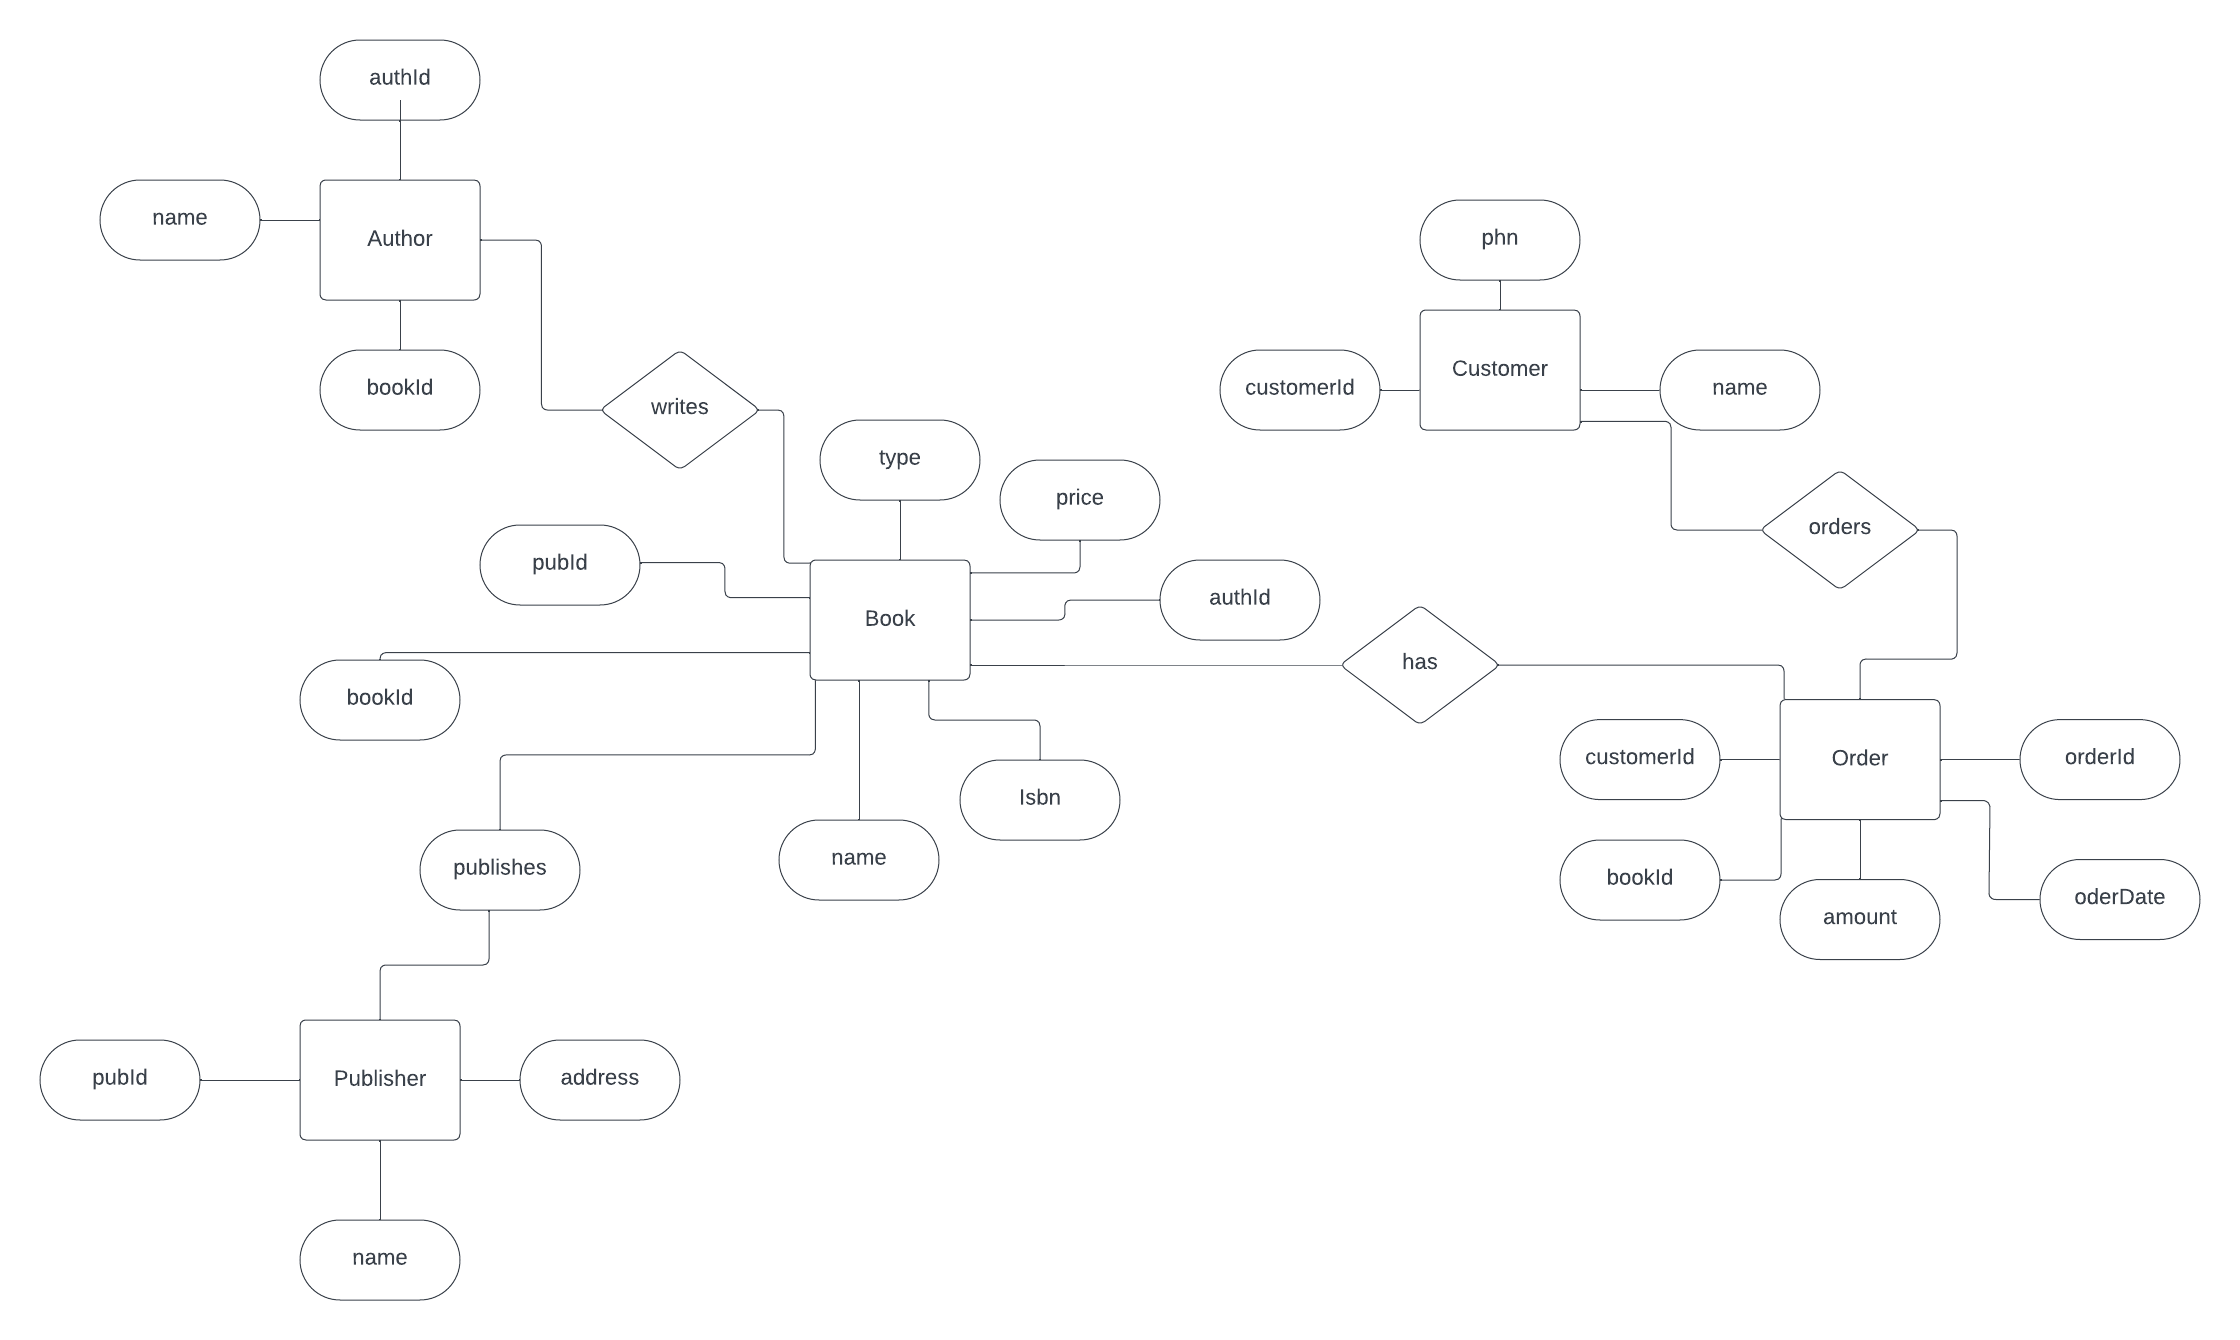 authId
name
Author
phn
bookId
Customer
customerId
name
writes
type
price
orders
pubId
authId
Book
has
bookId
customerId
Order
orderId
Isbn
publishes
name
bookId
amount
oderDate
pubId
Publisher
address
name